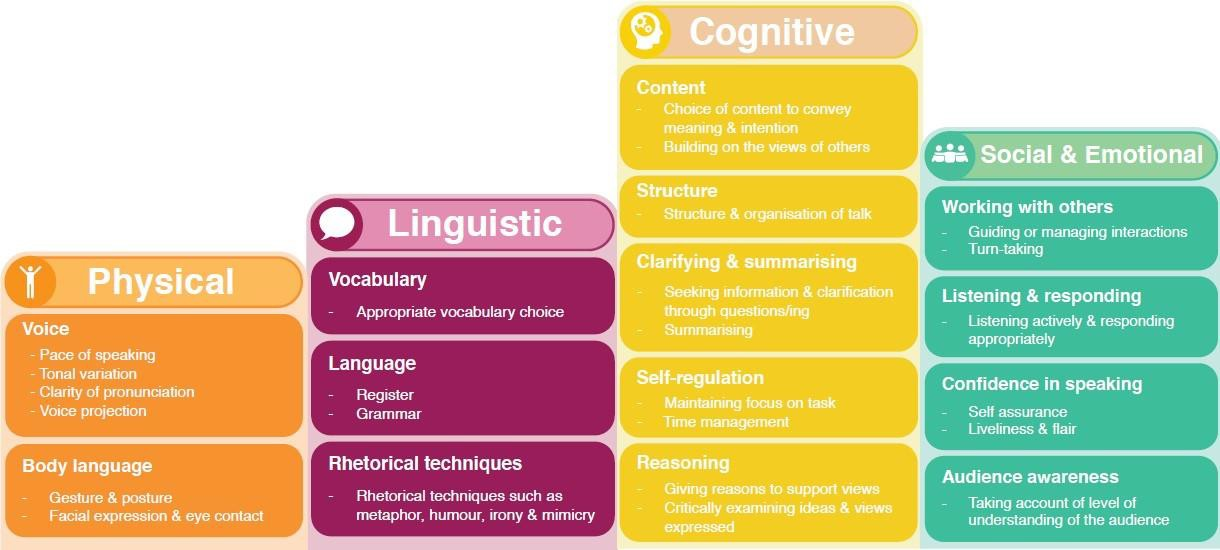 Physical
Voice
- Pace of speaking
- Tonal variation
- Clarity of pronunciation
- Voice projection
Body language
- Gesture & posture
- Facial expression & eye contact
Linguistic
Vocabulary
- Appropriate vocabulary choice
Language
- Register
- Grammar
Rhetorical techniques
- Rhetorical techniques such as
metaphor, humour, irony & mimicry
Cognitive
Content
- Choice of content to convey
meaning & intention
- Building on the views of others
Structure
- Structure & organisation of talk
Clarifying & summarising
- Seeking information & clarification
through questions/ing
- Summarising
Self-regulation
- Maintaining focus on task
- Time management
Reasoning
- Giving reasons to support views
- Critically examining ideas & views
expressed
Social & Emotional
Working with others
- Guiding or managing interactions
- Turn-taking
Listening & responding
- Listening actively & responding
appropriately
Confidence in speaking
- Self assurance
- Liveliness & flair
Audience awareness
- Taking account of level of
understanding of the audience